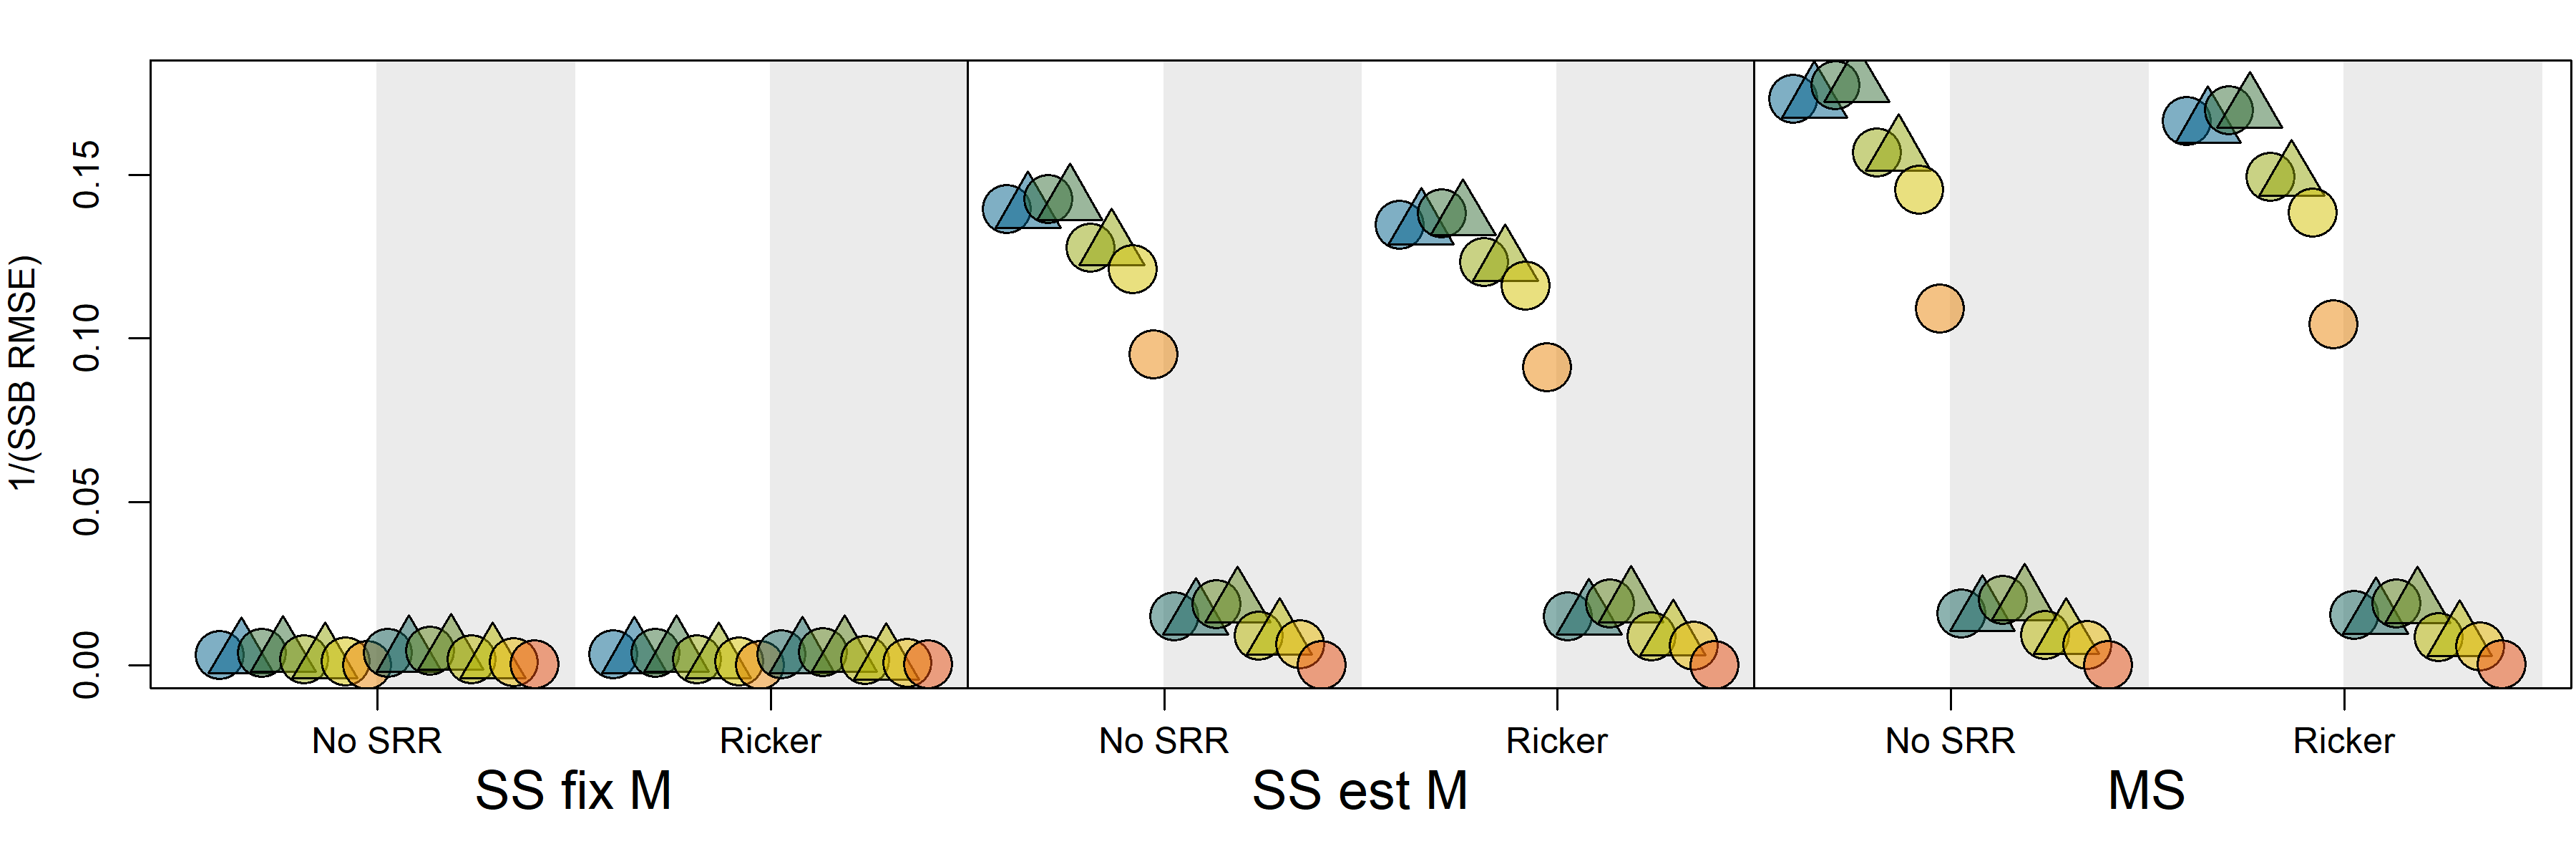 1/(SSB RMSE)
0.15
0.10
0.05
0.00
No SRR Ricker No SRR Ricker No SRR Ricker
SS fix M SS est M MS